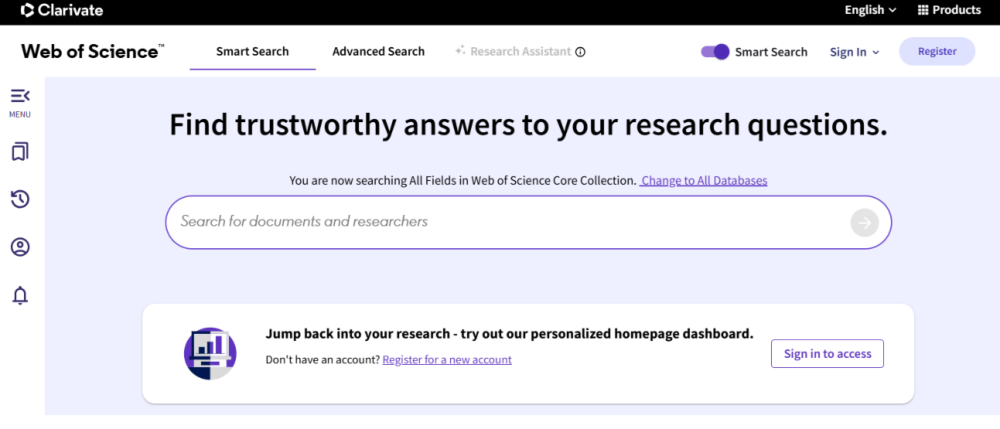 Clarivate
English
Products
Web of Science™
Smart Search
Advanced Search
Research Assistant
Smart Search
Sign In
Register
MENU
Find trustworthy answers to your research questions.
You are now searching All Fields in Web of Science Core Collection. Change to All Databases
Search for documents and researchers
Jump back into your research - try out our personalized homepage dashboard.
Don't have an account? Register for a new account
Sign in to access